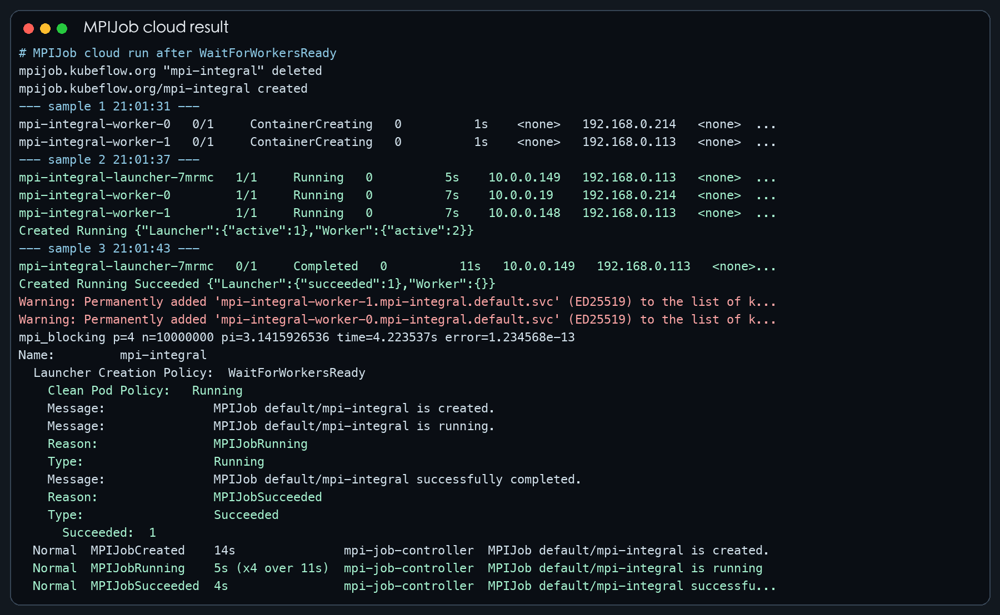 MPIJob cloud result
# MPIJob cloud run after WaitForWorkersReady
mpijob.kubeflow.org "mpi-integral" deleted
mpijob.kubeflow.org/mpi-integral created
--- sample 1 21:01:31 ---
mpi-integral-worker-0   0/1     ContainerCreating   0          1s    <none>   192.168.0.214   <none>  ...
mpi-integral-worker-1   0/1     ContainerCreating   0          1s    <none>   192.168.0.113   <none>  ...
--- sample 2 21:01:37 ---
mpi-integral-launcher-7mrmc   1/1     Running   0          5s    10.0.0.149   192.168.0.113   <none>  ...
mpi-integral-worker-0         1/1     Running   0          7s    10.0.0.19    192.168.0.214   <none>  ...
mpi-integral-worker-1         1/1     Running   0          7s    10.0.0.148   192.168.0.113   <none>  ...
Created Running {"Launcher":{"active":1},"Worker":{"active":2}}
--- sample 3 21:01:43 ---
mpi-integral-launcher-7mrmc   0/1     Completed   0          11s   10.0.0.149   192.168.0.113   <none>...
Created Running Succeeded {"Launcher":{"succeeded":1},"Worker":{}}
Warning: Permanently added 'mpi-integral-worker-1.mpi-integral.default.svc' (ED25519) to the list of k...
Warning: Permanently added 'mpi-integral-worker-0.mpi-integral.default.svc' (ED25519) to the list of k...
mpi_blocking p=4 n=10000000 pi=3.1415926536 time=4.223537s error=1.234568e-13
Name:         mpi-integral
  Launcher Creation Policy:  WaitForWorkersReady
    Clean Pod Policy:   Running
    Message:               MPIJob default/mpi-integral is created.
    Message:               MPIJob default/mpi-integral is running.
    Reason:                MPIJobRunning
    Type:                  Running
    Message:               MPIJob default/mpi-integral successfully completed.
    Reason:                MPIJobSucceeded
    Type:                  Succeeded
      Succeeded:  1
  Normal  MPIJobCreated    14s               mpi-job-controller  MPIJob default/mpi-integral is created.
  Normal  MPIJobRunning    5s (x4 over 11s)  mpi-job-controller  MPIJob default/mpi-integral is running
  Normal  MPIJobSucceeded  4s                mpi-job-controller  MPIJob default/mpi-integral successfu...